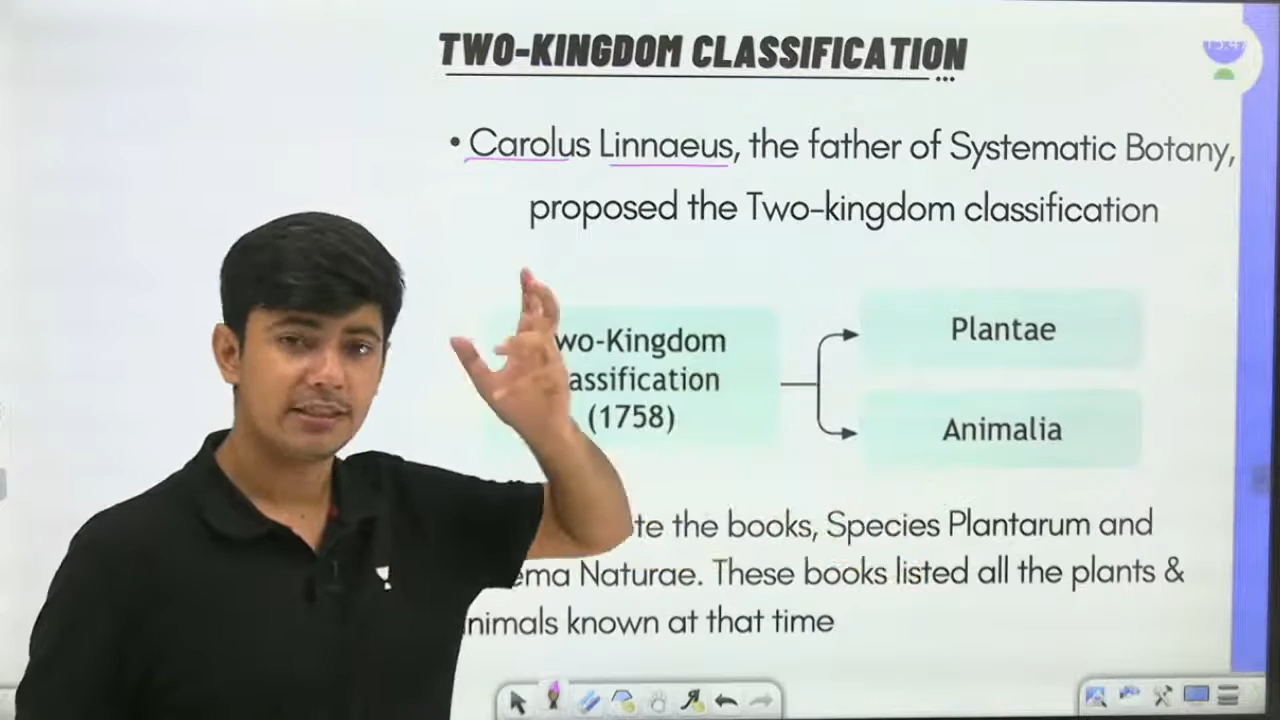 TWO-KINGDOM CLASSIFICATION
• Carolus Linnaeus, the father of Systematic Botany,
proposed the Two-kingdom classification
wo-Kingdom
assification
(1758)
Plantae
Animalia
te the books, Species Plantarum and
ema Naturae. These books listed all the plants &
nimals known at that time